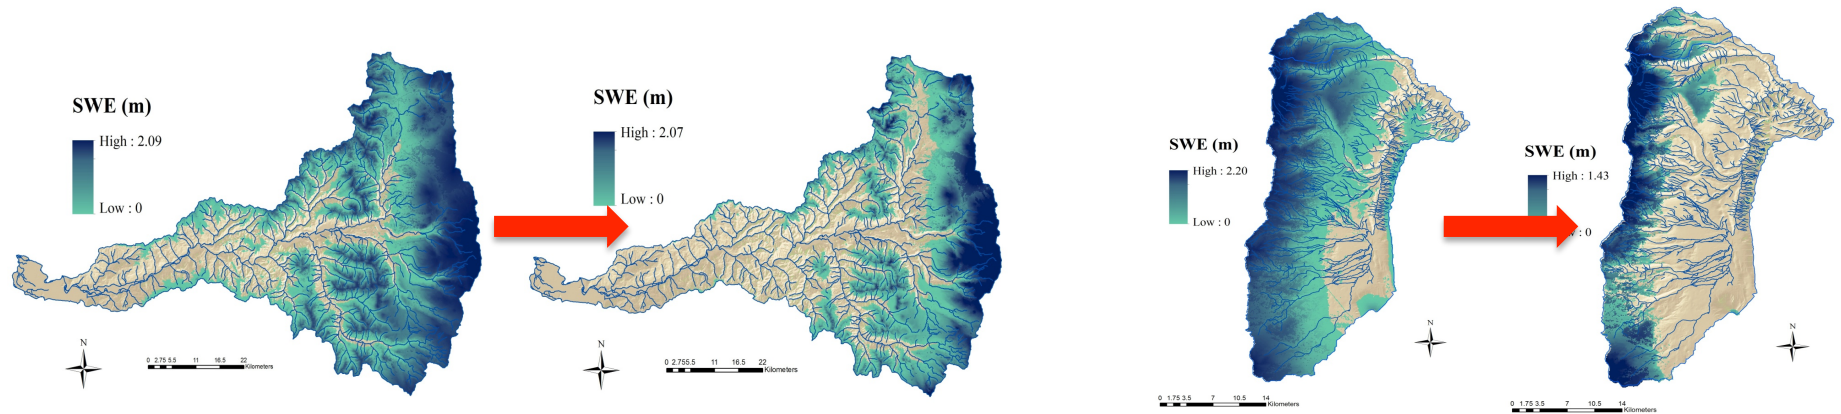 SWE (m)
High : 2.09
Low : 0
N
0 2.75 5.5 11 16.5 22
Kilometers
SWE (m)
High : 2.07
Low : 0
N
0 2.755.5 11 16.5 22
Kilometers
SWE (m)
High : 2.20
Low : 0
N
0 1.75 3.5 7 10.5 14
Kilometers
SWE (m)
High : 1.43
: 0
N
0 1.75 3.5 7 10.5 14
Kilometers